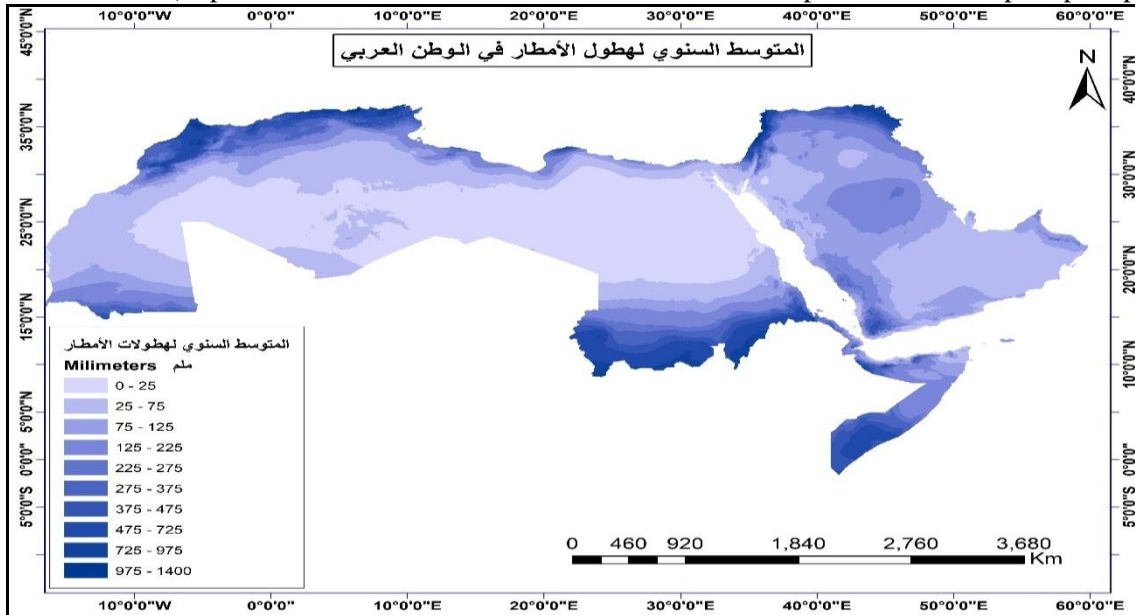 10°0'0"W 0°0'0" 10°0'0"E 20°0'0"E 30°0'0"E 40°0'0"E 50°0'0"E 60°0'0"E
المتوسط السنوي لهطول الأمطار في الوطن العربي
N
45°0'0"N
35°0'0"N
25°0'0"N
15°0'0"N
5°0'0"N
5°0'0"S
40°0'0"N
30°0'0"N
20°0'0"N
10°0'0"N
0°0'0"
5°0'0"S
المتوسط السنوي لهطولات الأمطار
Milimeters ملم
0 - 25
25 - 75
75 - 125
125 - 225
225 - 275
275 - 375
375 - 475
475 - 725
725 - 975
975 - 1400
0 460 920 1,840 2,760 3,680
Km
10°0'0"W 0°0'0" 10°0'0"E 20°0'0"E 30°0'0"E 40°0'0"E 50°0'0"E 60°0'0"E